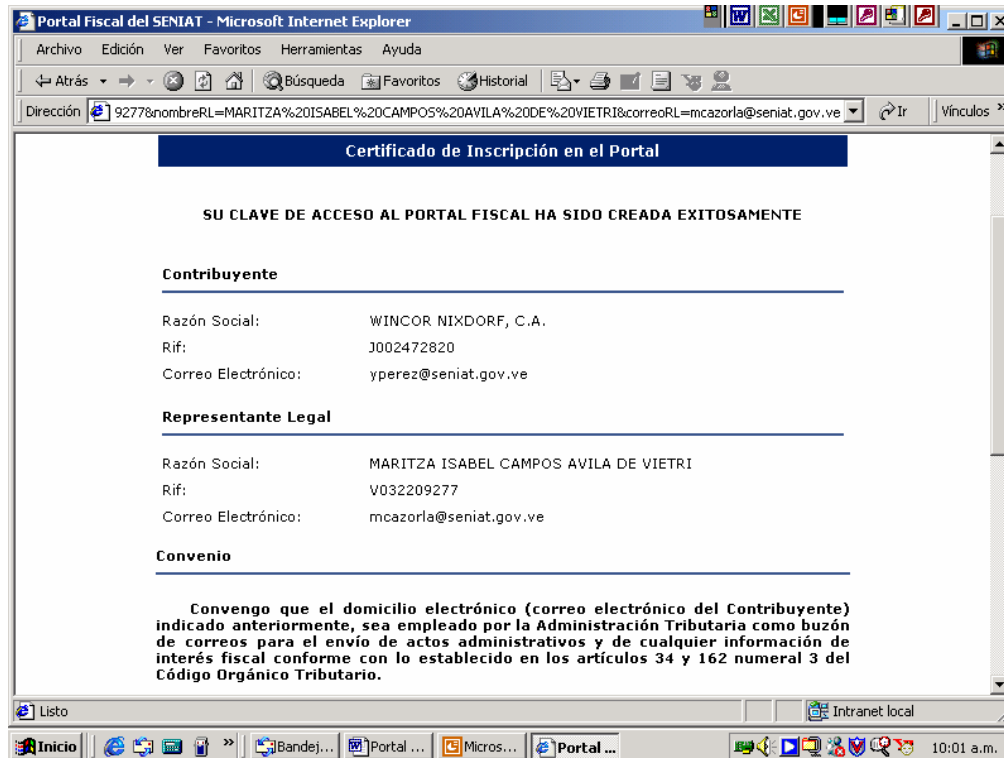 Portal Fiscal del SENIAT - Microsoft Internet Explorer
Archivo Edición Ver Favoritos Herramientas Ayuda
Atrás Búsqueda Favoritos Historial
Dirección 9277&nombreRL=MARITZA%20ISABEL%20CAMPOS%20AVILA%20DE%20VIETRI&correoRL=mcazorla@seniat.gov.ve Ir Vínculos »
Certificado de Inscripción en el Portal
SU CLAVE DE ACCESO AL PORTAL FISCAL HA SIDO CREADA EXITOSAMENTE
Contribuyente
Razón Social: WINCOR NIXDORF, C.A.
Rif: J002472820
Correo Electrónico: yperez@seniat.gov.ve
Representante Legal
Razón Social: MARITZA ISABEL CAMPOS AVILA DE VIETRI
Rif: V032209277
Correo Electrónico: mcazorla@seniat.gov.ve
Convenio
Convengo que el domicilio electrónico (correo electrónico del Contribuyente)
indicado anteriormente, sea empleado por la Administración Tributaria como buzón
de correos para el envío de actos administrativos y de cualquier información de
interés fiscal conforme con lo establecido en los artículos 34 y 162 numeral 3 del
Código Orgánico Tributario.
Listo Intranet local
Inicio » Bandej... Portal ... Micros... Portal ... 10:01 a.m.